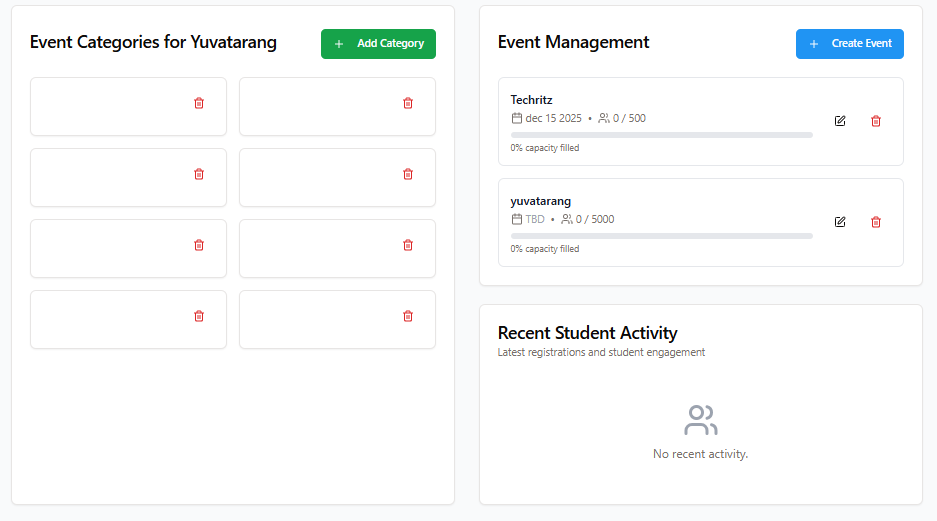 Event Categories for Yuvatarang
+ Add Category
Event Management
+ Create Event
Techritz
dec 15 2025 • 0 / 500
0% capacity filled
yuvatarang
TBD • 0 / 5000
0% capacity filled
Recent Student Activity
Latest registrations and student engagement
No recent activity.